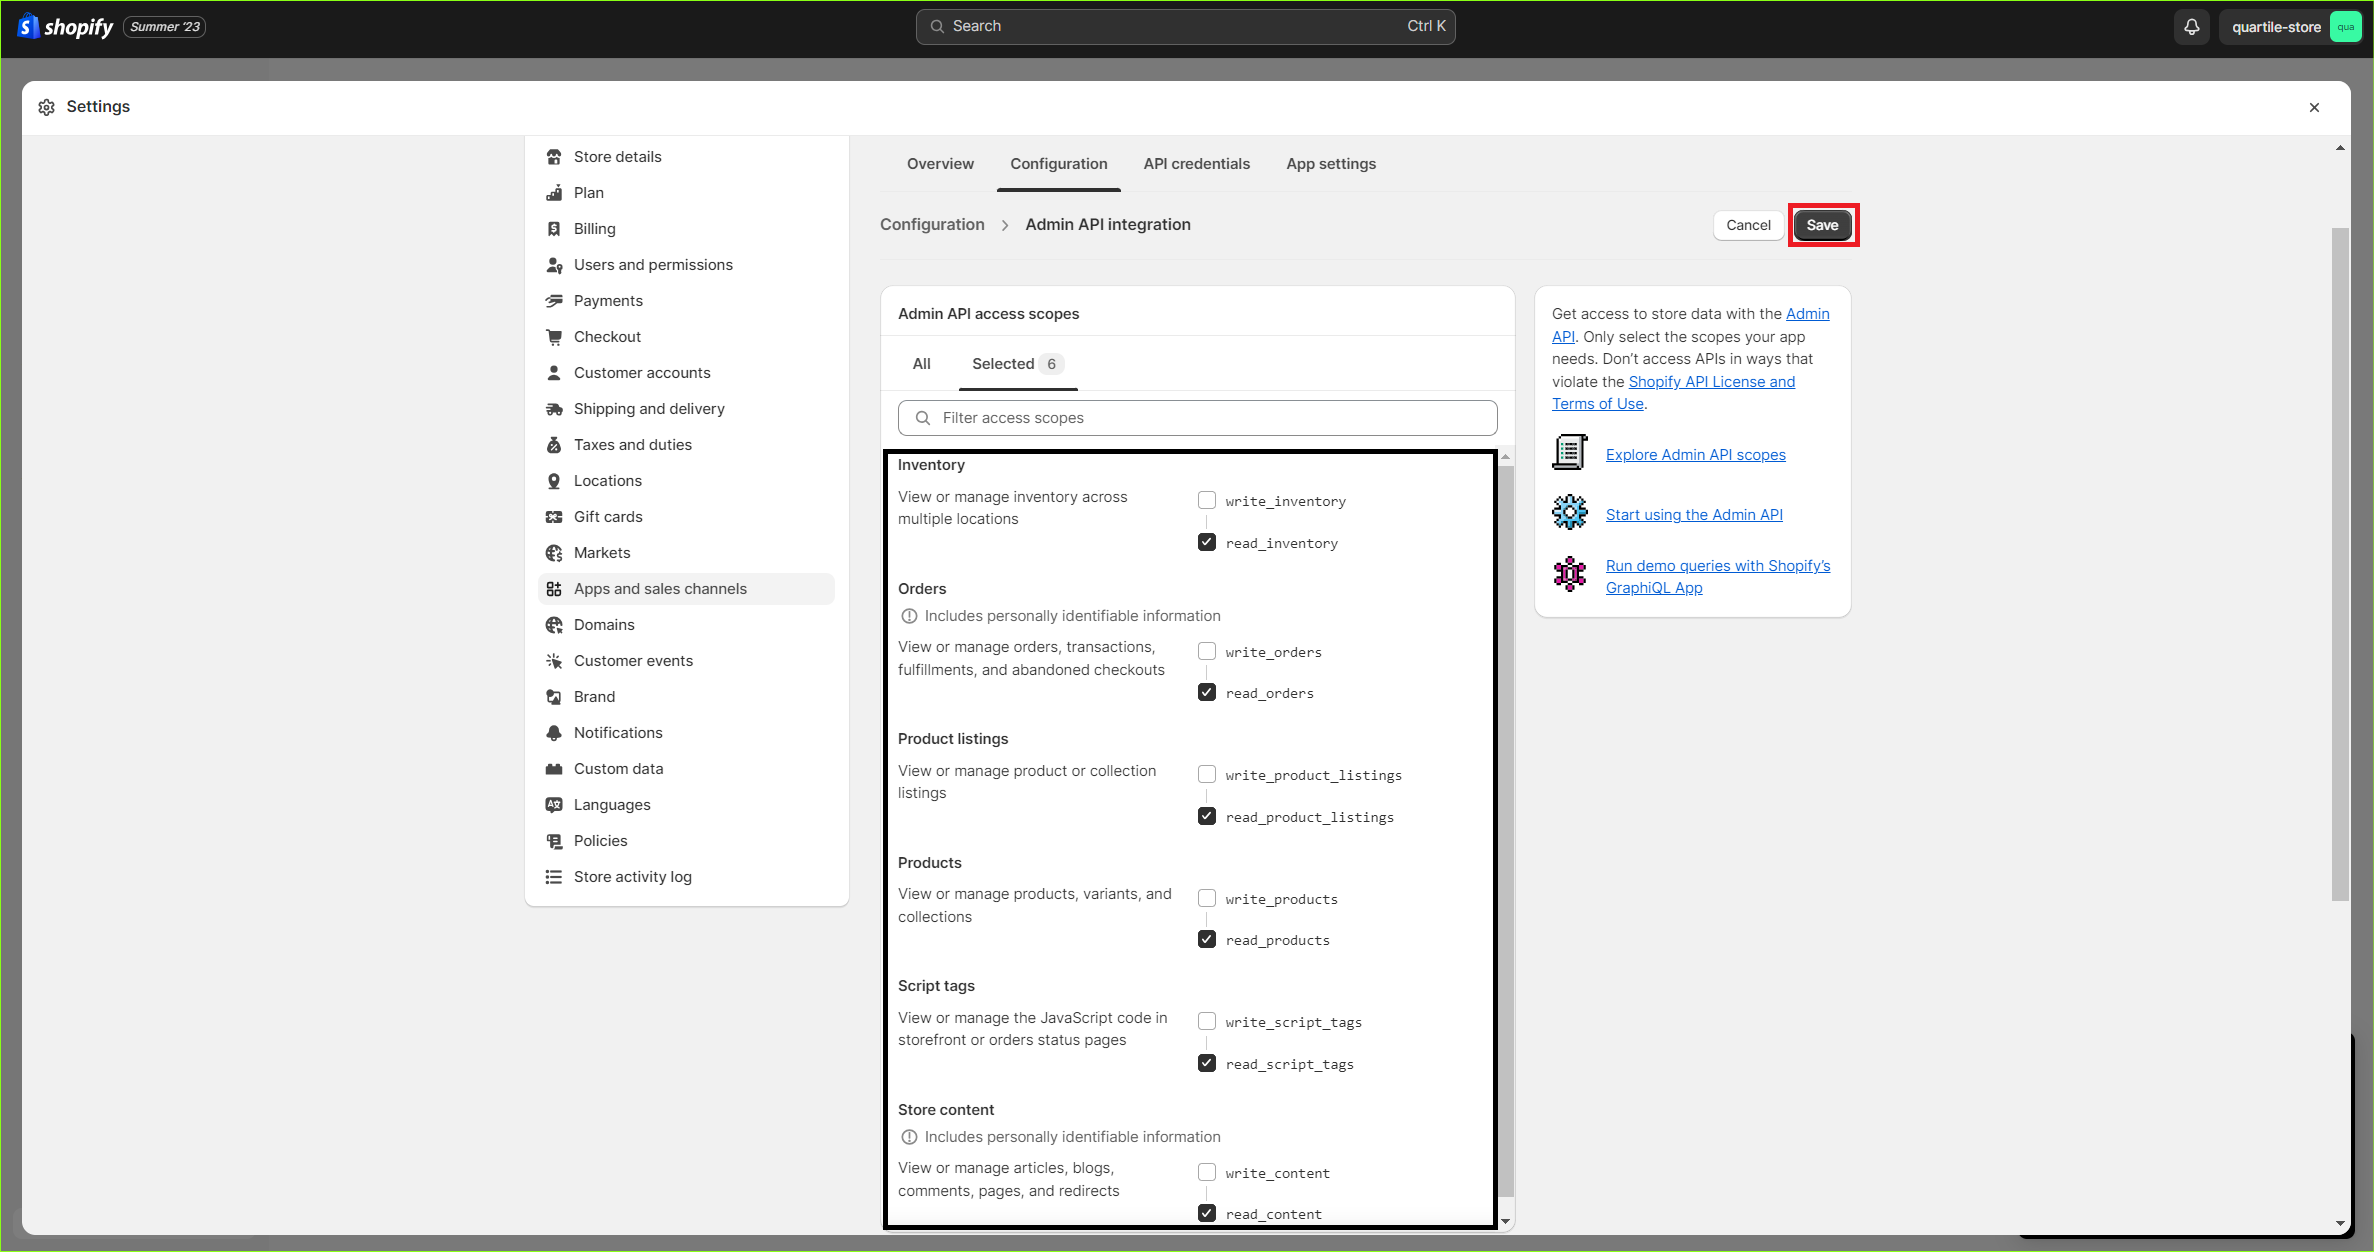 shopify Summer '23
Search Ctrl K
quartile-store qua
Settings
Store details
Plan
Billing
Users and permissions
Payments
Checkout
Customer accounts
Shipping and delivery
Taxes and duties
Locations
Gift cards
Markets
Apps and sales channels
Domains
Customer events
Brand
Notifications
Custom data
Languages
Policies
Store activity log
Overview Configuration API credentials App settings
Configuration Admin API integration
Cancel Save
Admin API access scopes
All Selected 6
Filter access scopes
Inventory
View or manage inventory across
multiple locations
write_inventory
read_inventory
Orders
Includes personally identifiable information
View or manage orders, transactions,
fulfillments, and abandoned checkouts
write_orders
read_orders
Product listings
View or manage product or collection
listings
write_product_listings
read_product_listings
Products
View or manage products, variants, and
collections
write_products
read_products
Script tags
View or manage the JavaScript code in
storefront or orders status pages
write_script_tags
read_script_tags
Store content
Includes personally identifiable information
View or manage articles, blogs,
comments, pages, and redirects
write_content
read_content
Get access to store data with the Admin
API. Only select the scopes your app
needs. Don’t access APIs in ways that
violate the Shopify API License and
Terms of Use.
Explore Admin API scopes
Start using the Admin API
Run demo queries with Shopify’s
GraphiQL App